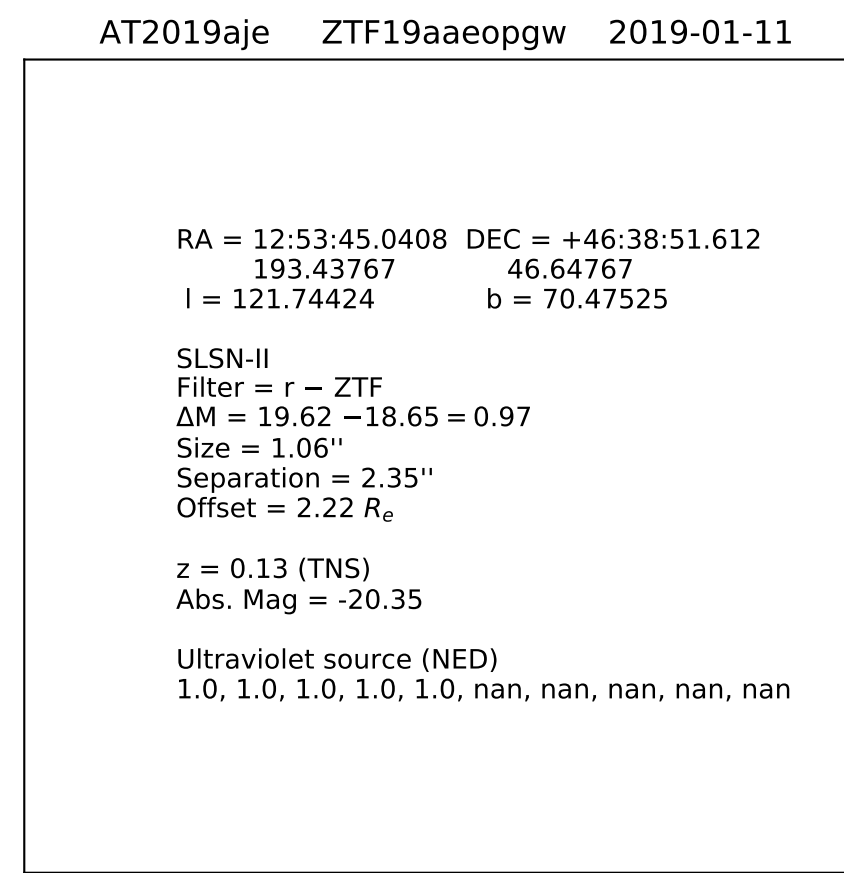 AT2019aje ZTF19aaeopgw 2019-01-11
RA = 12:53:45.0408 DEC = +46:38:51.612
193.43767 46.64767
l = 121.74424 b = 70.47525
SLSN-II
Filter = r − ZTF
ΔM = 19.62 −18.65 = 0.97
Size = 1.06''
Separation = 2.35''
Offset = 2.22 Re
z = 0.13 (TNS)
Abs. Mag = -20.35
Ultraviolet source (NED)
1.0, 1.0, 1.0, 1.0, 1.0, nan, nan, nan, nan, nan